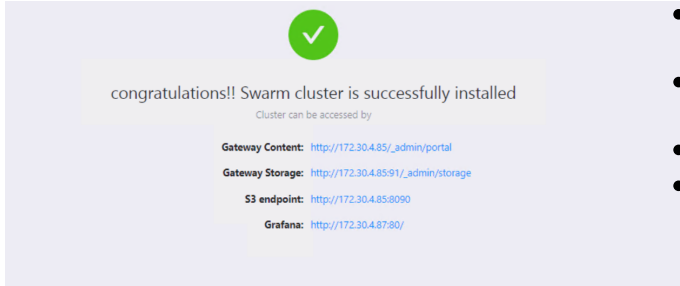 congratulations!! Swarm cluster is successfully installed
Cluster can be accessed by
Gateway Content: http://172.30.4.85/_admin/portal
Gateway Storage: http://172.30.4.85:91/_admin/storage
S3 endpoint: http://172.30.4.85:8090
Grafana: http://172.30.4.87:80/